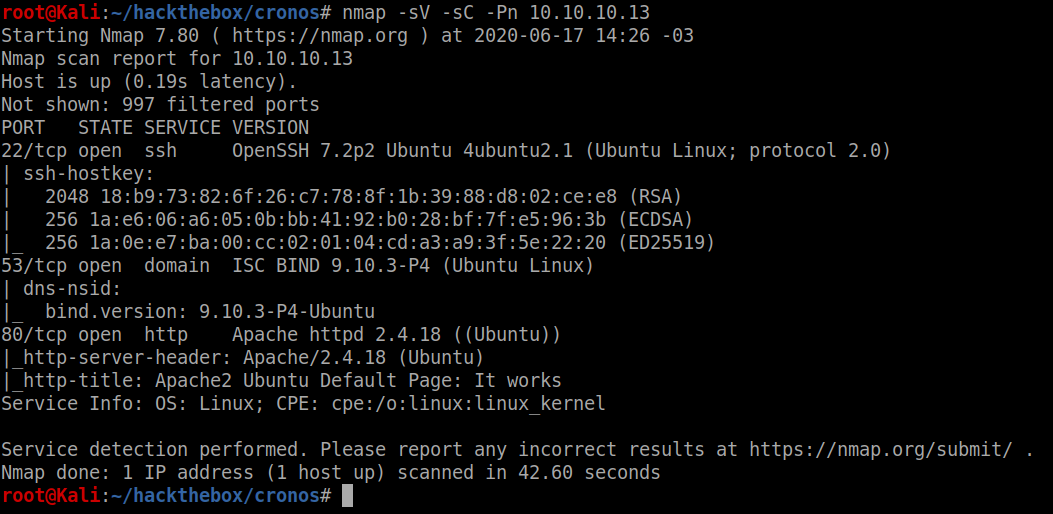 root@Kali:~/hackthebox/cronos# nmap -sV -sC -Pn 10.10.10.13
Starting Nmap 7.80 ( https://nmap.org ) at 2020-06-17 14:26 -03
Nmap scan report for 10.10.10.13
Host is up (0.19s latency).
Not shown: 997 filtered ports
PORT   STATE SERVICE VERSION
22/tcp open  ssh     OpenSSH 7.2p2 Ubuntu 4ubuntu2.1 (Ubuntu Linux; protocol 2.0)
| ssh-hostkey:
|   2048 18:b9:73:82:6f:26:c7:78:8f:1b:39:88:d8:02:ce:e8 (RSA)
|   256 1a:e6:06:a6:05:0b:bb:41:92:b0:28:bf:7f:e5:96:3b (ECDSA)
|_  256 1a:0e:e7:ba:00:cc:02:01:04:cd:a3:a9:3f:5e:22:20 (ED25519)
53/tcp open  domain  ISC BIND 9.10.3-P4 (Ubuntu Linux)
| dns-nsid:
|_  bind.version: 9.10.3-P4-Ubuntu
80/tcp open  http    Apache httpd 2.4.18 ((Ubuntu))
|_http-server-header: Apache/2.4.18 (Ubuntu)
|_http-title: Apache2 Ubuntu Default Page: It works
Service Info: OS: Linux; CPE: cpe:/o:linux:linux_kernel

Service detection performed. Please report any incorrect results at https://nmap.org/submit/ .
Nmap done: 1 IP address (1 host up) scanned in 42.60 seconds
root@Kali:~/hackthebox/cronos#